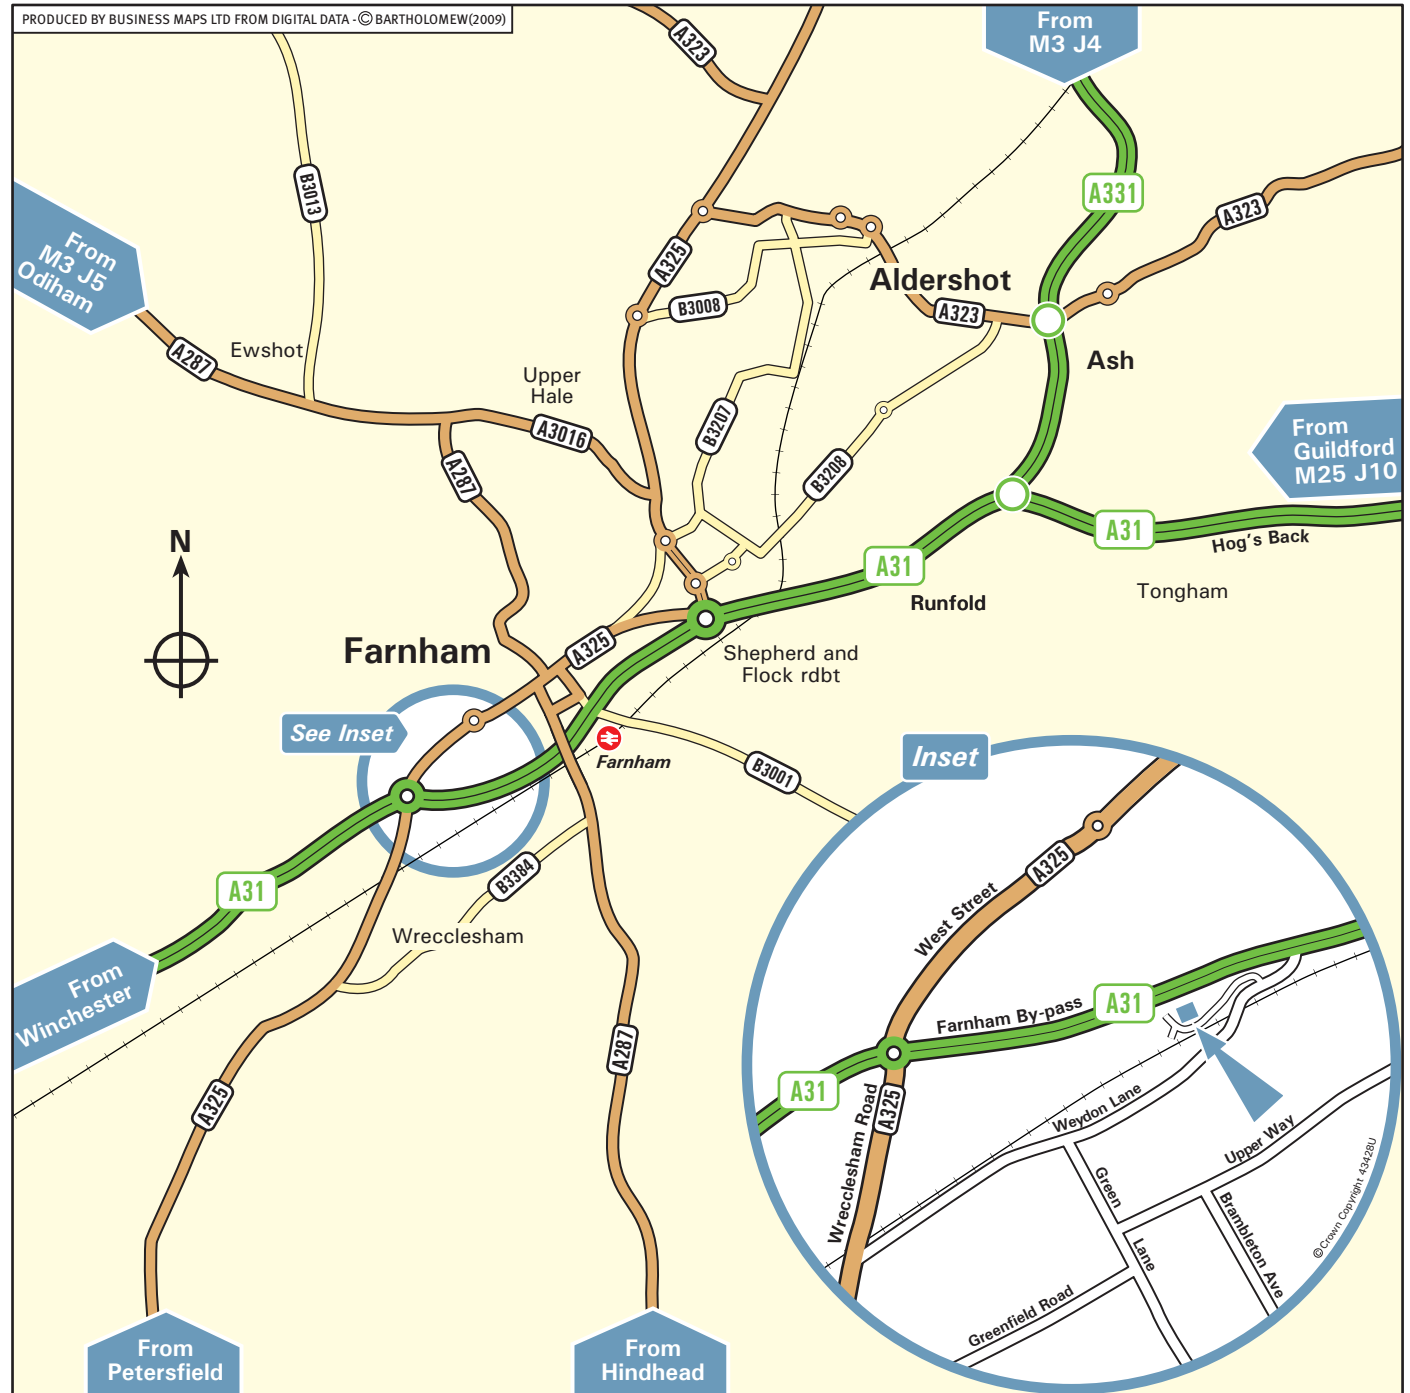 PRODUCED BY BUSINESS MAPS LTD FROM DIGITAL DATA - © BARTHOLOMEW(2009)
From
M3 J4
A323
A331
B3013
A323
From
M3 J5
Odiham
A325
Aldershot
B3008
A323
A287
Ewshot
Ash
Upper
Hale
A3016
B3207
From
Guildford
M25 J10
A287
B3208
A31
Hog's Back
N
A31
Tongham
Runfold
Farnham
A325
Shepherd and
Flock rdbt
See Inset
Farnham
B3001
Inset
A31
B3384
Wrecclesham
From
Winchester
A325
West Street
Farnham By-pass
A31
A31
A325
Wrecclesham Road
Weydon Lane
Upper Way
Green
Lane
Brambleton Ave
Greenfield Road
© Crown Copyright 43428U
A287
A325
From
Petersfield
From
Hindhead